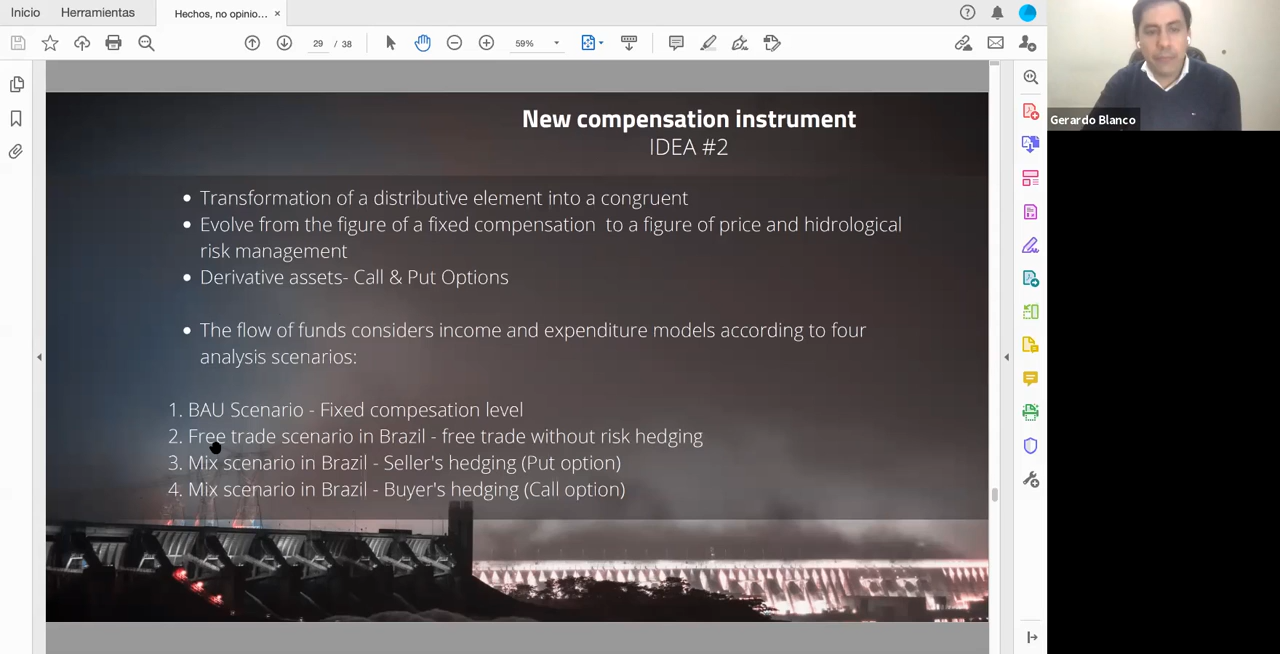 Inicio
Herramientas
Hechos, no opinio...
29 / 38
59%
Gerardo Blanco
New compensation instrument
IDEA #2
• Transformation of a distributive element into a congruent
• Evolve from the figure of a fixed compensation to a figure of price and hidrological
risk management
• Derivative assets- Call & Put Options
• The flow of funds considers income and expenditure models according to four
analysis scenarios:
1. BAU Scenario - Fixed compesation level
2. Free trade scenario in Brazil - free trade without risk hedging
3. Mix scenario in Brazil - Seller's hedging (Put option)
4. Mix scenario in Brazil - Buyer's hedging (Call option)